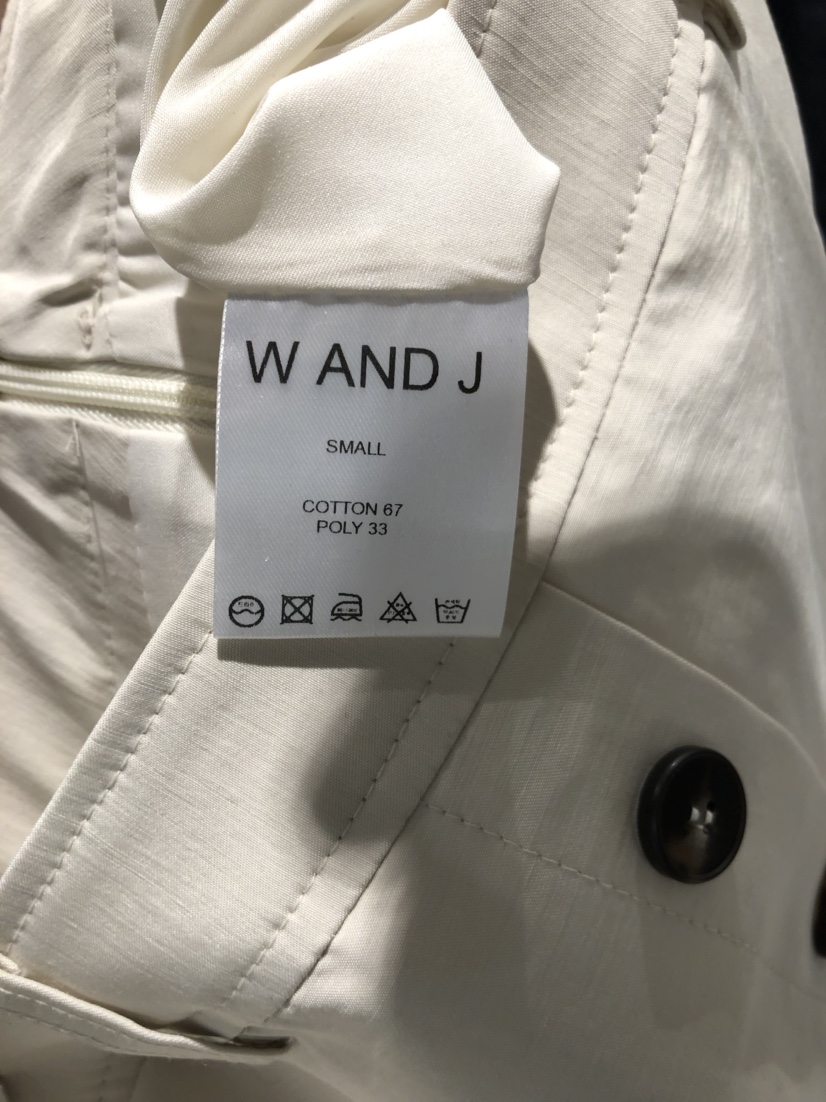 W AND J
SMALL
COTTON 67
POLY 33